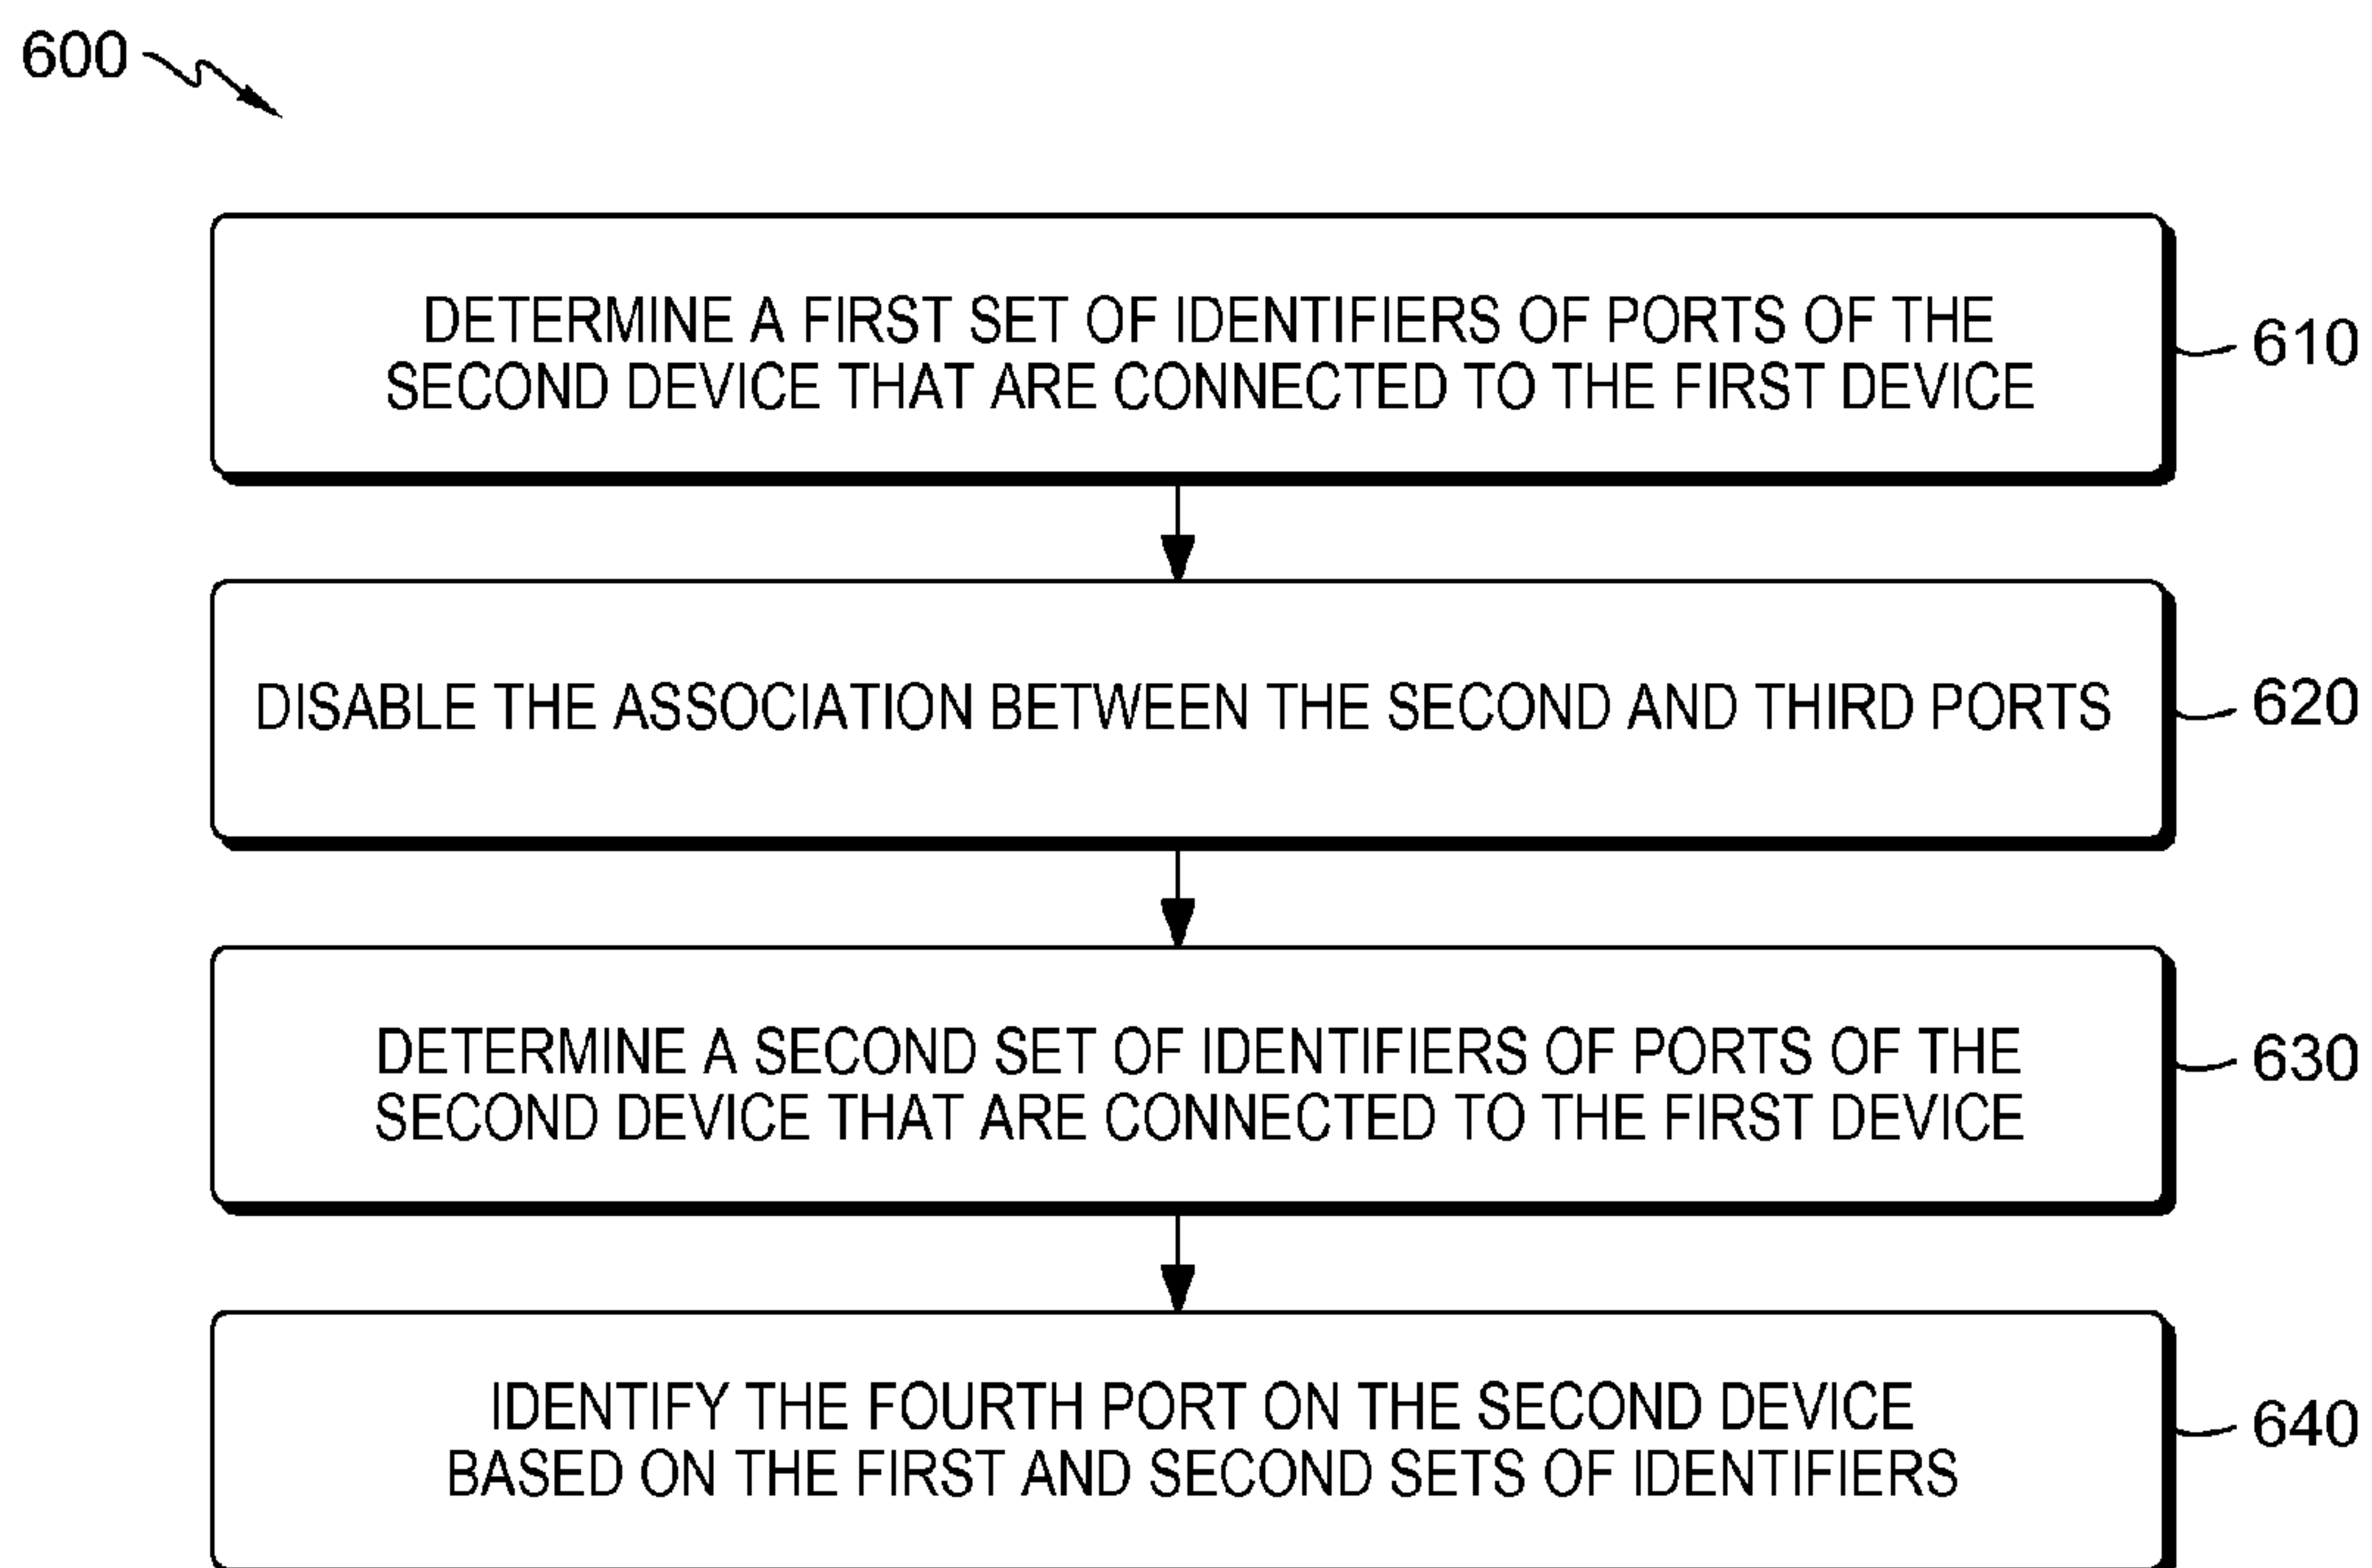 600
DETERMINE A FIRST SET OF IDENTIFIERS OF PORTS OF THE
SECOND DEVICE THAT ARE CONNECTED TO THE FIRST DEVICE
610
DISABLE THE ASSOCIATION BETWEEN THE SECOND AND THIRD PORTS
620
DETERMINE A SECOND SET OF IDENTIFIERS OF PORTS OF THE
SECOND DEVICE THAT ARE CONNECTED TO THE FIRST DEVICE
630
IDENTIFY THE FOURTH PORT ON THE SECOND DEVICE
BASED ON THE FIRST AND SECOND SETS OF IDENTIFIERS
640